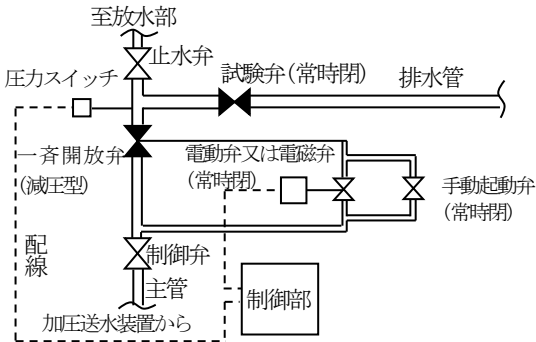 至放水部
止水弁
圧力スイッチ
試験弁（常時閉）
排水管
一斉開放弁
（減圧型）
電動弁又は電磁弁
（常時閉）
手動起動弁
（常時閉）
配線
制御弁
主管
制御部
加圧送水装置から